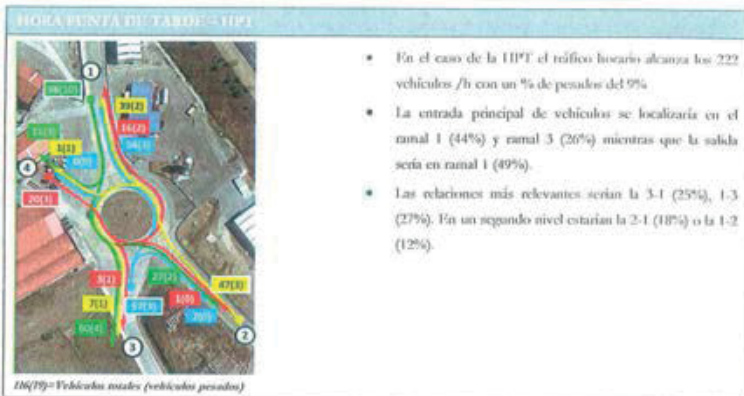 HORA PUNTA DE TARDE – HPT
1
39(2)
16(2)
1(1)
4
20(3)
47(3)
27(2)
1(0)
3(1)
7(1)
60(4)
2
3
116(19)=Vehículos totales (vehículos pesados)
• En el caso de la HPT el tráfico horario alcanza los 222
vehículos /h con un % de pesados del 9%
• La entrada principal de vehículos se localizaría en el
ramal 1 (44%) y ramal 3 (26%) mientras que la salida
sería en ramal 1 (49%).
• Las relaciones más relevantes serían la 3-1 (25%), 1-3
(27%). En un segundo nivel estarían la 2-1 (18%) o la 1-2
(12%).